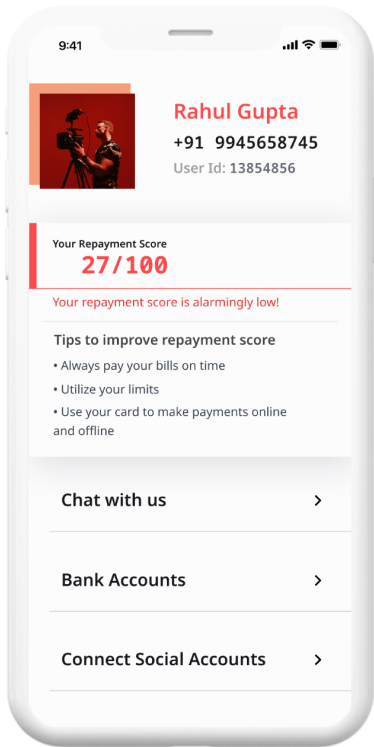 9:41
Rahul Gupta
+91 9945658745
User Id: 13854856
Your Repayment Score
27/100
Your repayment score is alarmingly low!
Tips to improve repayment score
• Always pay your bills on time
• Utilize your limits
• Use your card to make payments online
and offline
Chat with us
Bank Accounts
Connect Social Accounts